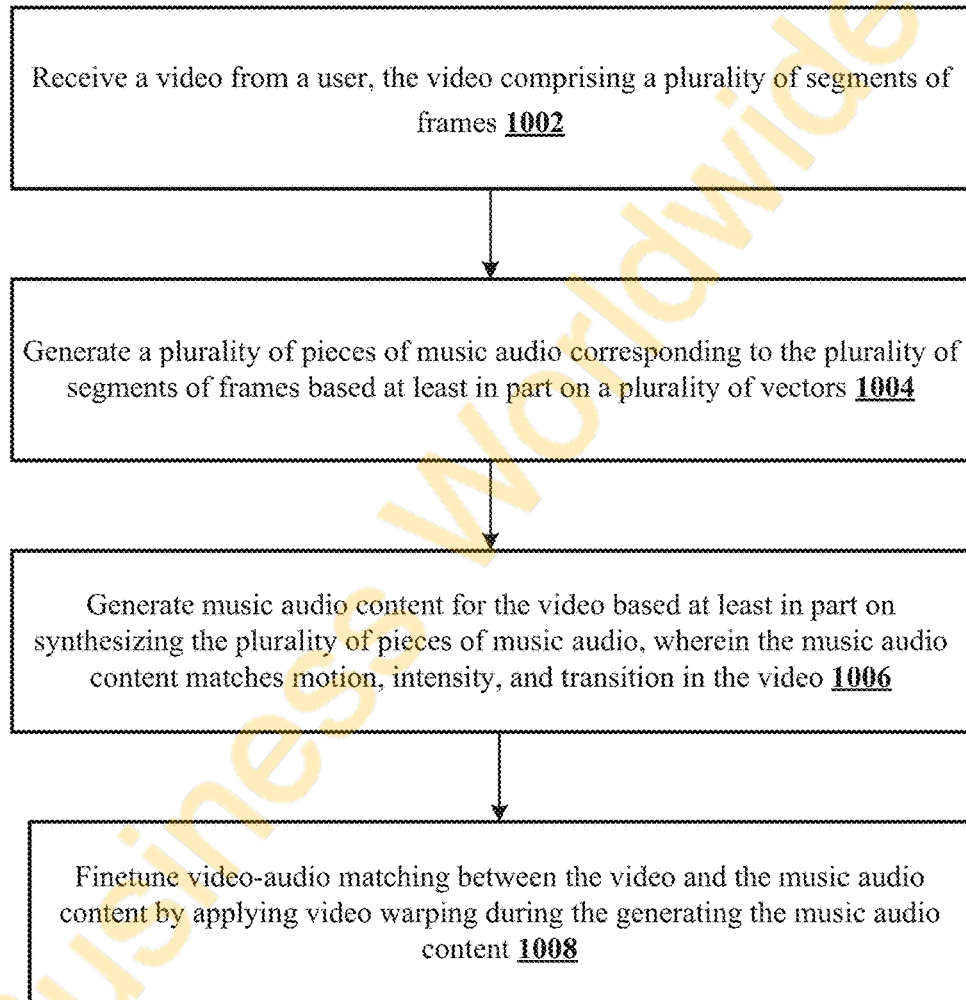 Receive a video from a user, the video comprising a plurality of segments of
frames 1002
Generate a plurality of pieces of music audio corresponding to the plurality of
segments of frames based at least in part on a plurality of vectors 1004
Generate music audio content for the video based at least in part on
synthesizing the plurality of pieces of music audio, wherein the music audio
content matches motion, intensity, and transition in the video 1006
Finetune video-audio matching between the video and the music audio
content by applying video warping during the generating the music audio
content 1008
Business Worldwide